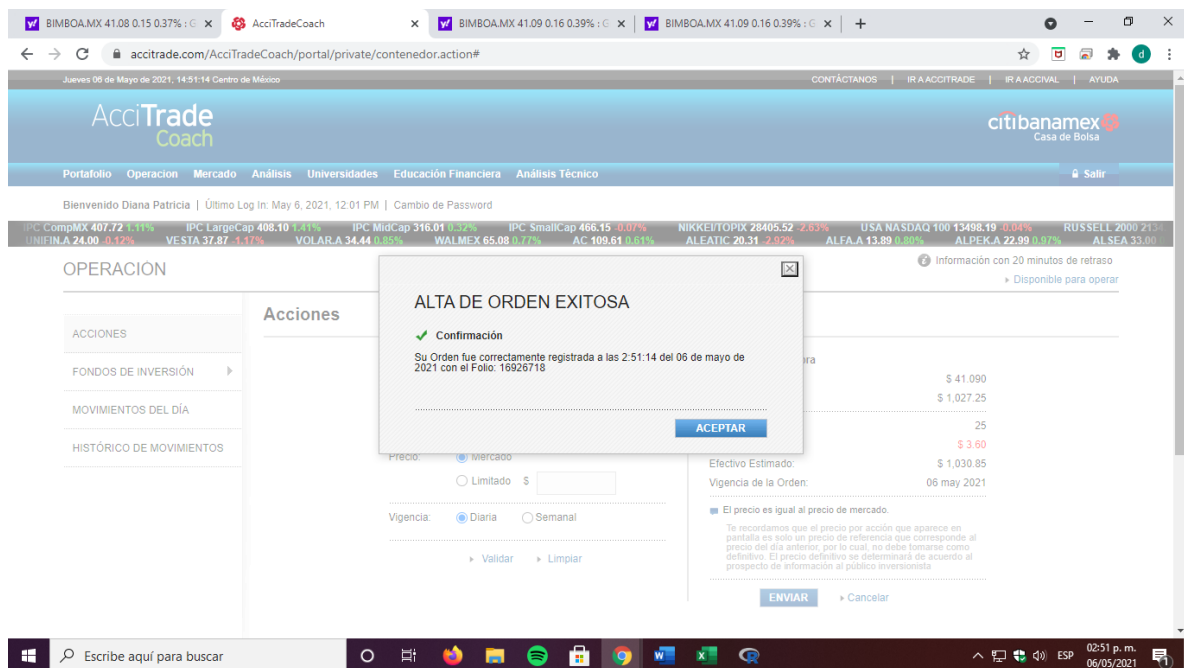 BIMBOA.MX 41.08 0.15 0.37% : G
AcciTradeCoach
BIMBOA.MX 41.09 0.16 0.39% : G
BIMBOA.MX 41.09 0.16 0.39% : G
accitrade.com/AcciTradeCoach/portal/private/contenedor.action#
d
Jueves 06 de Mayo de 2021, 14:51:14 Centro de México
CONTÁCTANOS | IR A ACCITRADE | IR A ACCIVAL | AYUDA
AcciTrade
Coach
citibanamex
Casa de Bolsa
Portafolio Operacion Mercado Análisis Universidades Educación Financiera Análisis Técnico
Salir
Bienvenido Diana Patricia | Último Log In: May 6, 2021, 12:01 PM | Cambio de Password
IPC CompMX 407.72 1.11% IPC LargeCap 408.10 1.41% IPC MidCap 316.01 0.32% IPC SmallCap 466.15 -0.07% NIKKEI/TOPIX 28405.52 -2.63% USA NASDAQ 100 13498.19 -0.04% RUSSELL 2000 2134
UNIFIN.A 24.00 -0.12% VESTA 37.87 -1.17% VOLAR.A 34.44 0.85% WALMEX 65.08 0.77% AC 109.61 0.61% ALEATIC 20.31 -2.92% ALFA.A 13.89 0.80% ALPEK.A 22.99 0.97% ALSEA 33.00
OPERACIÓN
Información con 20 minutos de retraso
Disponible para operar
ACCIONES
FONDOS DE INVERSIÓN
MOVIMIENTOS DEL DÍA
HISTÓRICO DE MOVIMIENTOS
Acciones
ALTA DE ORDEN EXITOSA
Confirmación
Su Orden fue correctamente registrada a las 2:51:14 del 06 de mayo de
2021 con el Folio: 16926718
ACEPTAR
Precio: Mercado
Limitado $
Vigencia: Diaria Semanal
Validar Limpiar
ra
$ 41.090
$ 1,027.25
25
$ 3.60
Efectivo Estimado: $ 1,030.85
Vigencia de la Orden: 06 may 2021
El precio es igual al precio de mercado.
Te recordamos que el precio por acción que aparece en
pantalla es solo un precio de referencia que corresponde al
precio del día anterior, por lo cual, no debe tomarse como
definitivo. El precio definitivo se determinará de acuerdo al
prospecto de información al público inversionista
ENVIAR Cancelar
Escribe aquí para buscar
ESP
02:51 p. m.
06/05/2021
1